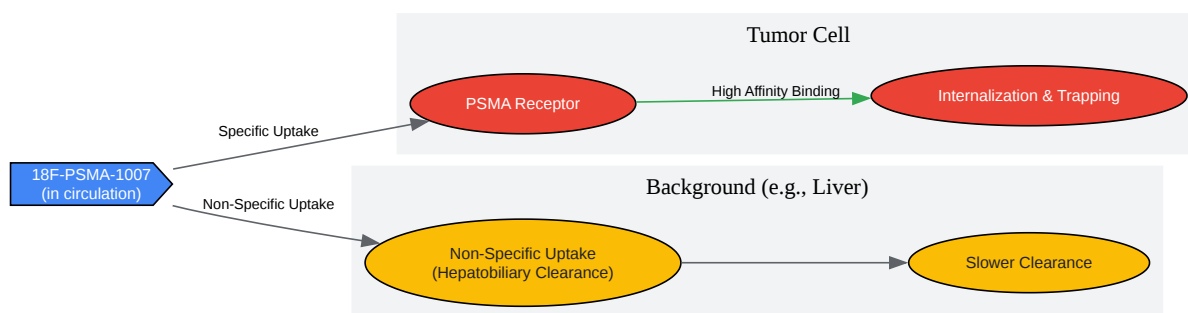 Tumor Cell
PSMA Receptor
High Affinity Binding
Internalization & Trapping
Specific Uptake
18F-PSMA-1007
(in circulation)
Non-Specific Uptake
Background (e.g., Liver)
Non-Specific Uptake
(Hepatobiliary Clearance)
Slower Clearance